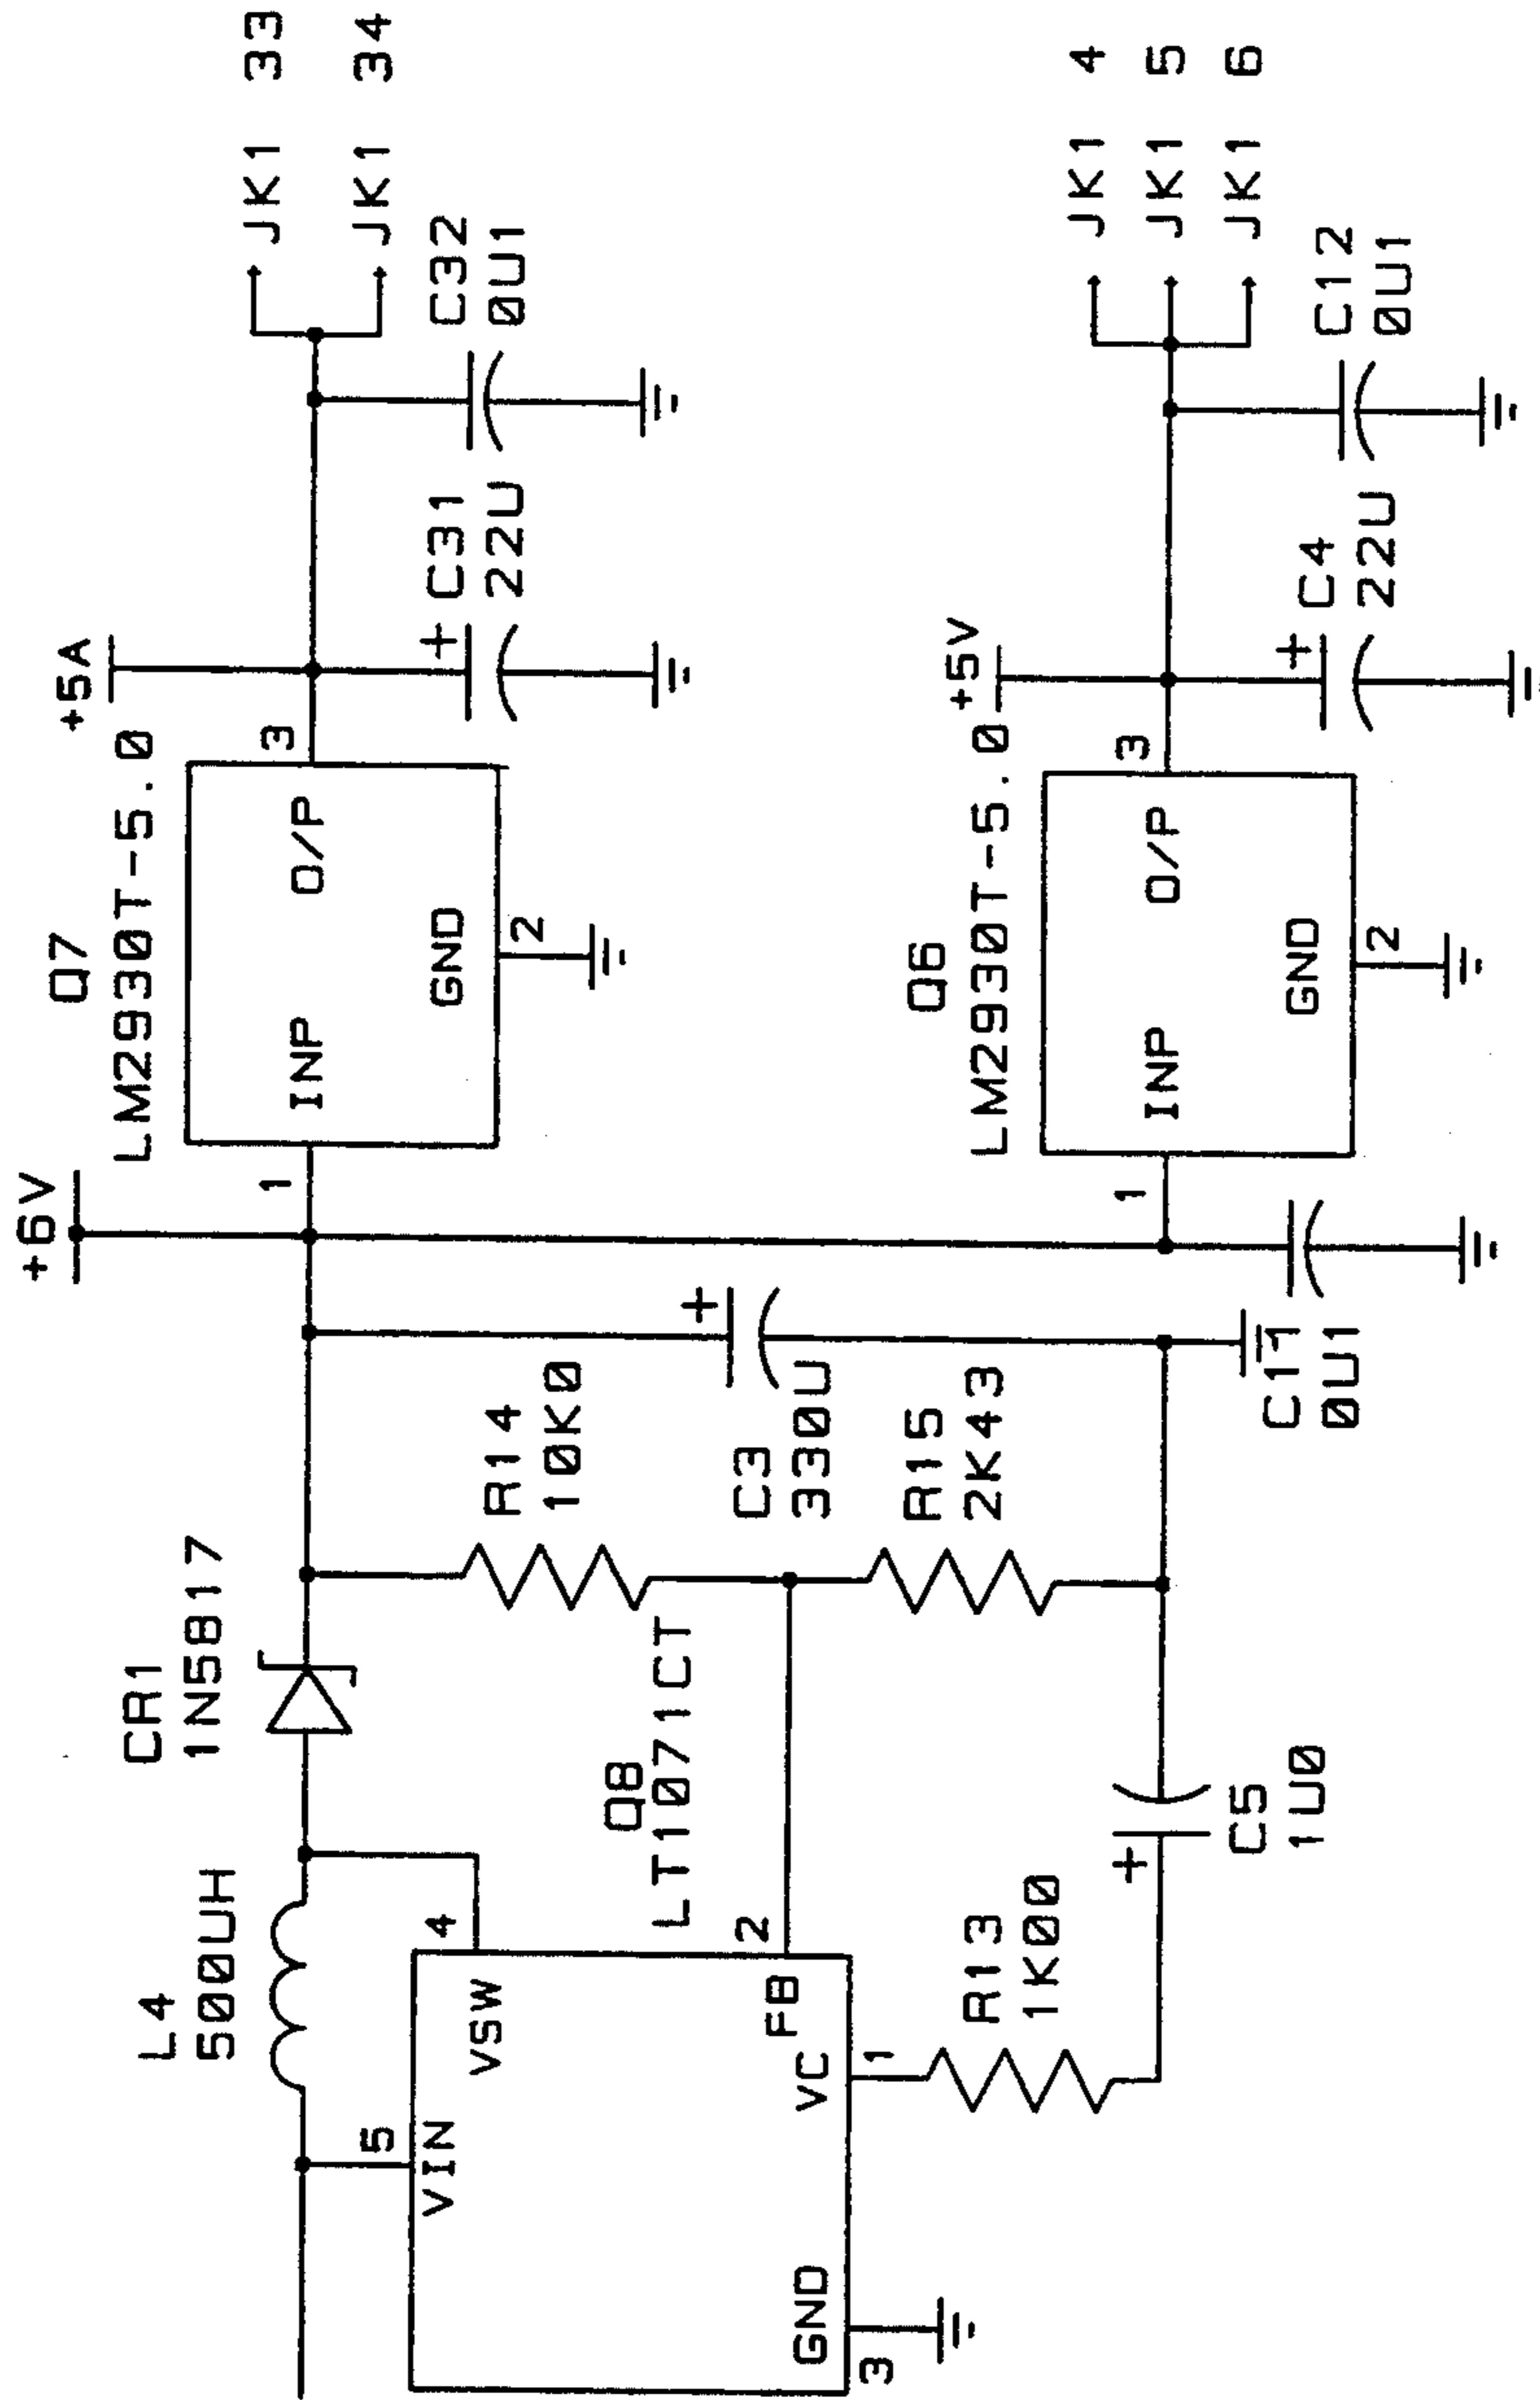 L4
500UH
CR1
1N5817
+6V
Q7
LM2930T-5.0
+5A
JK1 33
JK1 34
5
VIN
4
VSW
Q8
LT1071CT
2
FB
VC
1
GND
3
R14
10K0
C3
330U
+
R15
2K43
R13
1K00
+
C5
1U0
C11
0U1
1
INP
O/P
3
GND
2
+
C31
22U
C32
0U1
Q6
LM2930T-5.0
+5V
JK1 4
JK1 5
JK1 6
1
INP
O/P
3
GND
2
+
C4
22U
C12
0U1